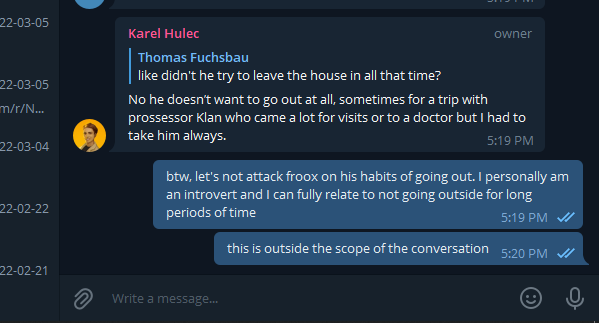 5:19 PM
22-03-05
Karel Hulec owner
Thomas Fuchsbau
like didn't he try to leave the house in all that time?
22-03-05
No he doesn't want to go out at all, sometimes for a trip with
m/r/N...
prossessor Klan who came a lot for visits or to a doctor but I had to
take him always. 5:19 PM
22-03-04
btw, let's not attack froox on his habits of going out. I personally am
an introvert and I can fully relate to not going outside for long
22-02-22
periods of time 5:19 PM
this is outside the scope of the conversation 5:20 PM
22-02-21
Write a message...